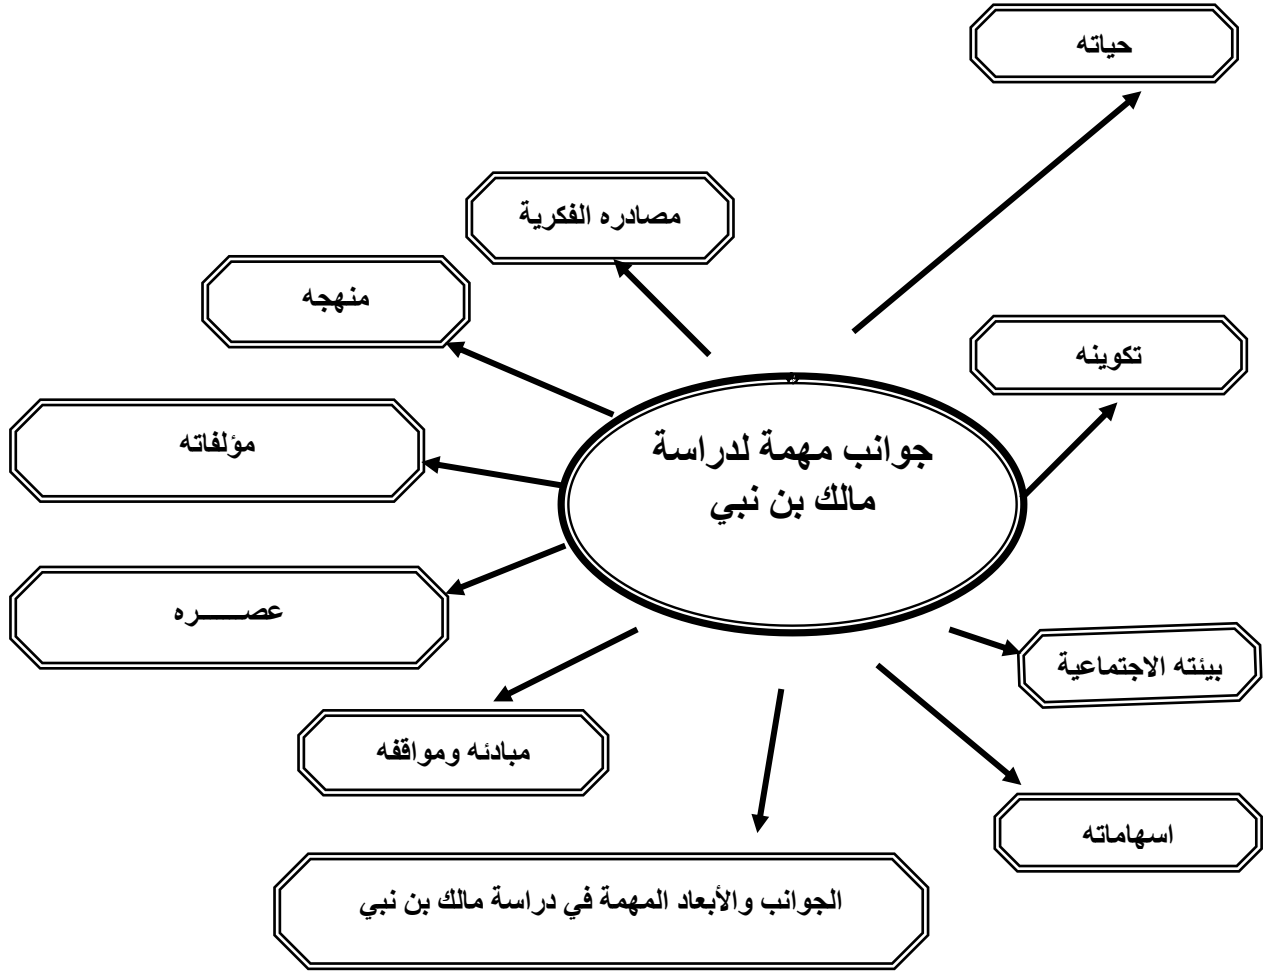 حياته
مصادره الفكرية
منهجه
تكوينه
مؤلفاته
جوانب مهمة لدراسة
مالك بن نبي
عصـــــره
بيئته الاجتماعية
مبادئه ومواقفه
اسهاماته
الجوانب والأبعاد المهمة في دراسة مالك بن نبي